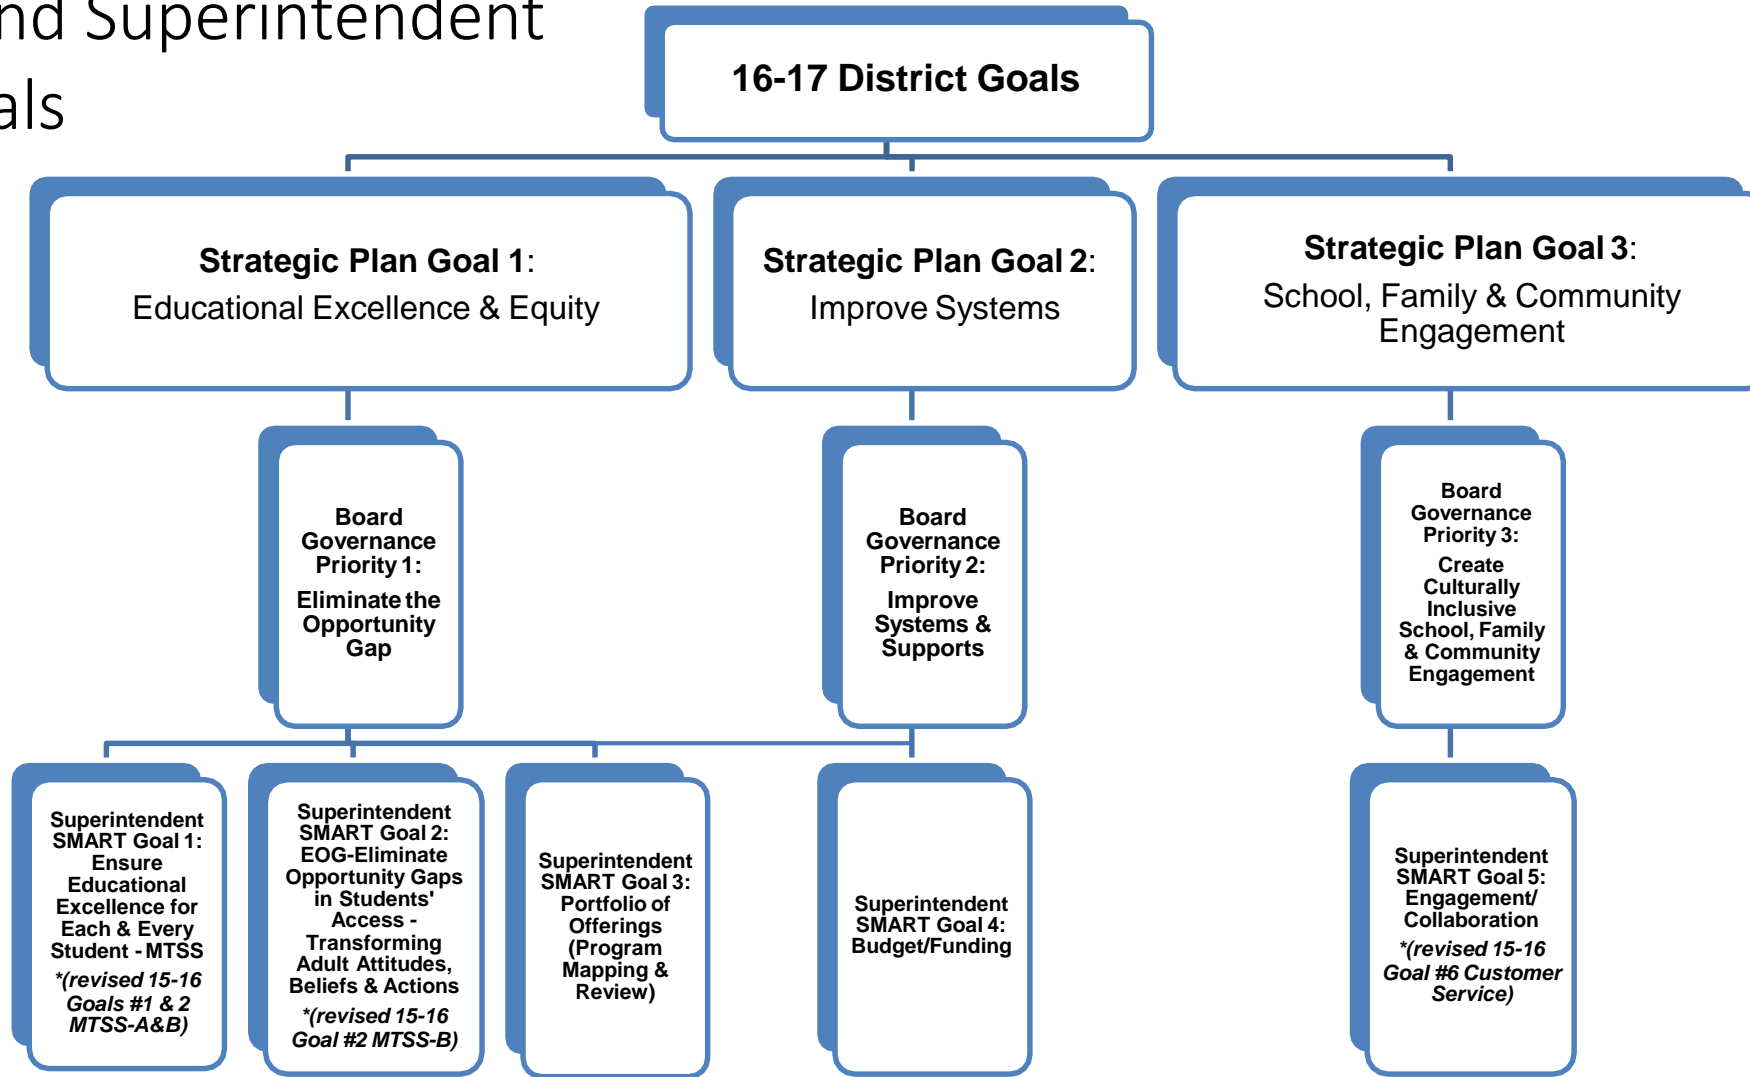 nd Superintendent
als
16-17 District Goals
Strategic Plan Goal 1:
Educational Excellence & Equity
Strategic Plan Goal 2:
Improve Systems
Strategic Plan Goal 3:
School, Family & Community
Engagement
Board
Governance
Priority 1:
Eliminate the
Opportunity
Gap
Board
Governance
Priority 2:
Improve
Systems &
Supports
Board
Governance
Priority 3:
Create
Culturally
Inclusive
School, Family
& Community
Engagement
Superintendent
SMART Goal 1:
Ensure
Educational
Excellence for
Each & Every
Student - MTSS
*(revised 15-16
Goals #1 & 2
MTSS-A&B)
Superintendent
SMART Goal 2:
EOG-Eliminate
Opportunity Gaps
in Students'
Access -
Transforming
Adult Attitudes,
Beliefs & Actions
*(revised 15-16
Goal #2 MTSS-B)
Superintendent
SMART Goal 3:
Portfolio of
Offerings
(Program
Mapping &
Review)
Superintendent
SMART Goal 4:
Budget/Funding
Superintendent
SMART Goal 5:
Engagement/
Collaboration
*(revised 15-16
Goal #6 Customer
Service)